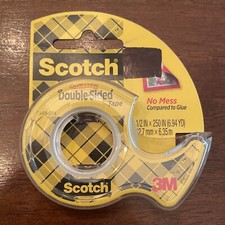 Scotch
Double Sided
Tape
No Mess
Compared to Glue
1/2 IN x 250 IN (6.94 YD)
12,7 mm x 6,35 m
Scotch
3M